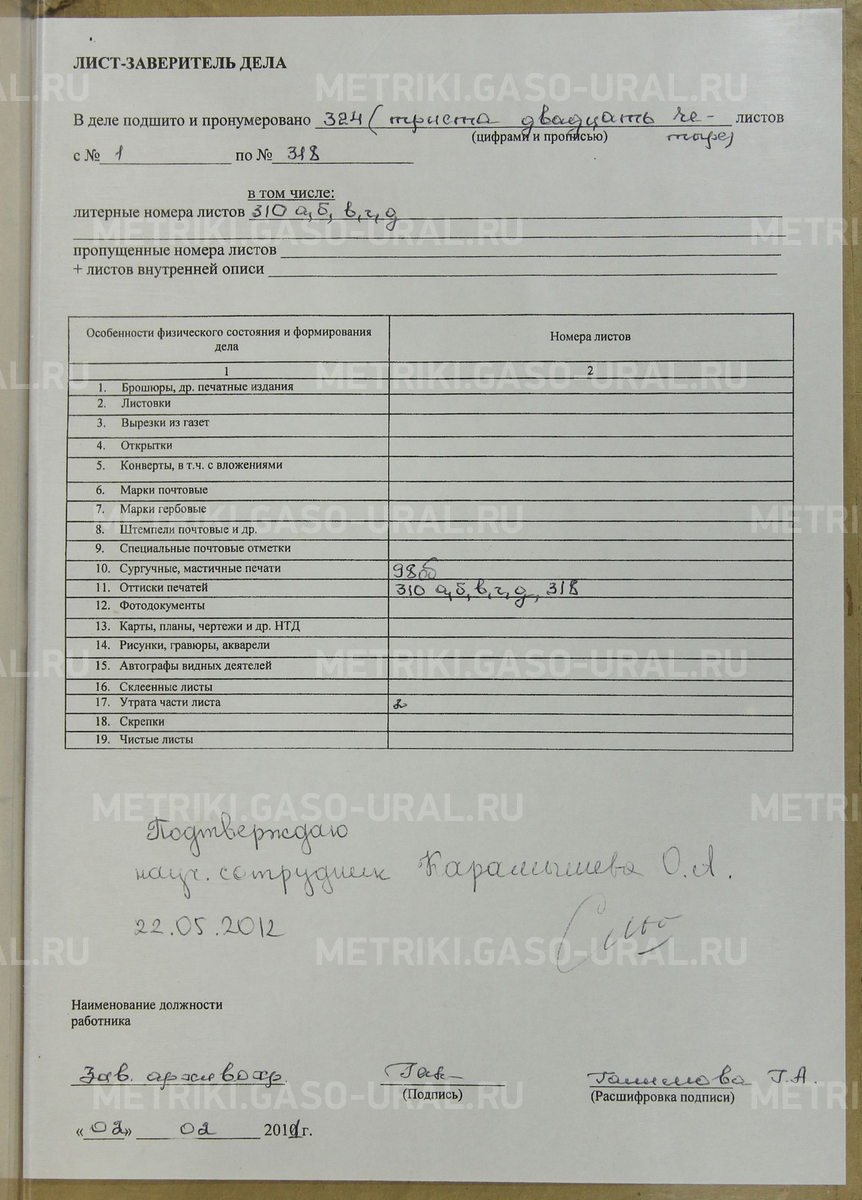 ЛИСТ-ЗАВЕРИТЕЛЬ ДЕЛА
В деле подшито и пронумеровано 324 (триста двадцать че- листов
(цифрами и прописью) тыре)
с № 1 по № 318
в том числе:
литерные номера листов 310 а, б, в, г, д
пропущенные номера листов
+ листов внутренней описи
Особенности физического состояния и формирования дела Номера листов
1 2
1. Брошюры, др. печатные издания
2. Листовки
3. Вырезки из газет
4. Открытки
5. Конверты, в т.ч. с вложениями
6. Марки почтовые
7. Марки гербовые
8. Штемпели почтовые и др.
9. Специальные почтовые отметки
10. Сургучные, мастичные печати 98об
11. Оттиски печатей 310 а, б, в, г, д, 318
12. Фотодокументы
13. Карты, планы, чертежи и др. НТД
14. Рисунки, гравюры, акварели
15. Автографы видных деятелей
16. Склеенные листы
17. Утрата части листа 2
18. Скрепки
19. Чистые листы
Подтверждаю
науч. сотрудник Карамышева О.А.
22.05.2012
Наименование должности
работника
Зав. архивохр.
(Подпись) (Расшифровка подписи)
Г.А.
«02» 02 2011г.
METRIKI.GASO-URAL.RU